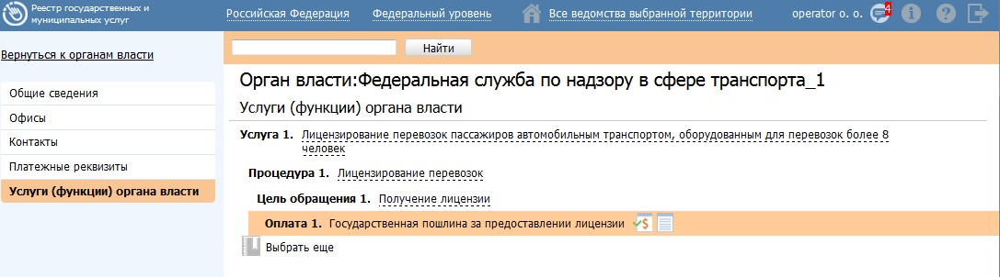 Реестр государственных и
муниципальных услуг
Российская Федерация Федеральный уровень Все ведомства выбранной территории operator o. o. 4
Вернуться к органам власти
Найти
Общие сведения
Офисы
Контакты
Платежные реквизиты
Услуги (функции) органа власти
Орган власти:Федеральная служба по надзору в сфере транспорта_1
Услуги (функции) органа власти
Услуга 1. Лицензирование перевозок пассажиров автомобильным транспортом, оборудованным для перевозок более 8
человек
Процедура 1. Лицензирование перевозок
Цель обращения 1. Получение лицензии
Оплата 1. Государственная пошлина за предоставлении лицензии
Выбрать еще